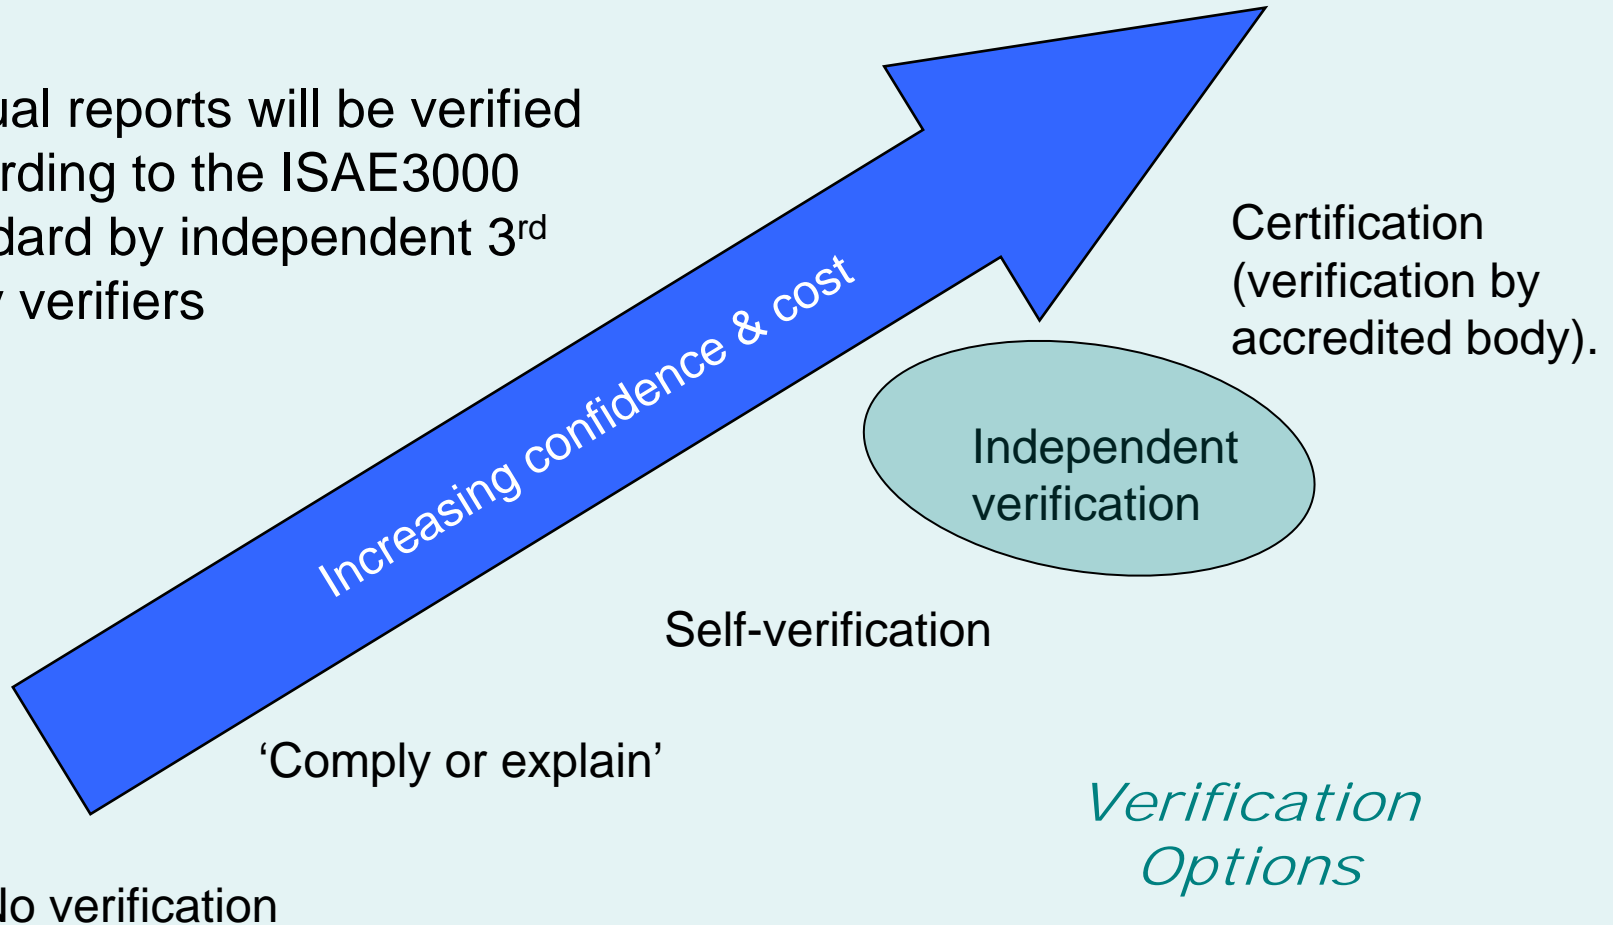 ual reports will be verified
rding to the ISAE3000
dard by independent 3rd
verifiers
Increasing confidence & cost
Certification
(verification by
accredited body).
Independent
verification
Self-verification
‘Comply or explain’
No verification
Verification
Options